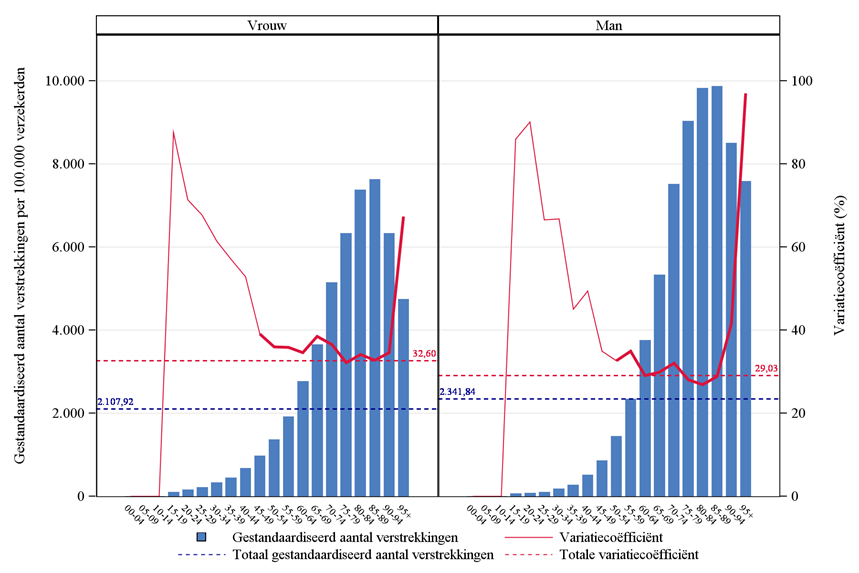 Vrouw Man
Gestandaardiseerd aantal verstrekkingen per 100.000 verzekerden
10.000 100
8.000 80
6.000 60
4.000 40
2.000 20
0 0
32,60
2.107,92
29,03
2.341,84
Variatiecoëfficiënt (%)
00-04 05-09 10-14 15-19 20-24 25-29 30-34 35-39 40-44 45-49 50-54 55-59 60-64 65-69 70-74 75-79 80-84 85-89 90-94 95+
00-04 05-09 10-14 15-19 20-24 25-29 30-34 35-39 40-44 45-49 50-54 55-59 60-64 65-69 70-74 75-79 80-84 85-89 90-94 95+
Gestandaardiseerd aantal verstrekkingen Variatiecoëfficiënt
Totaal gestandaardiseerd aantal verstrekkingen Totale variatiecoëfficiënt